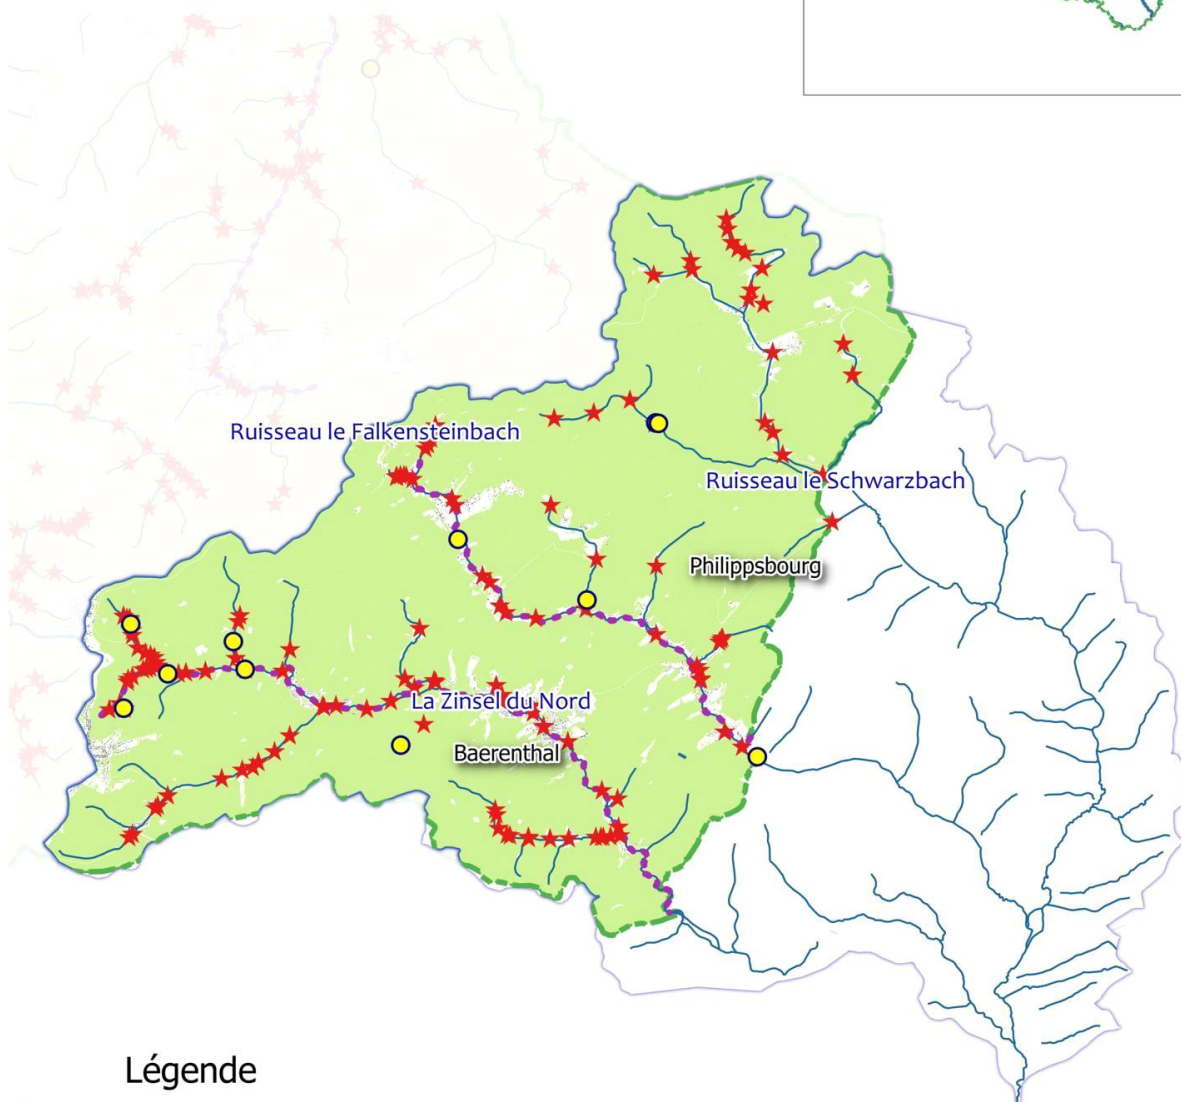 Ruisseau le Falkensteinbach
Ruisseau le Schwarzbach
Philippsbourg
La Zinsel du Nord
Baerenthal
Légende